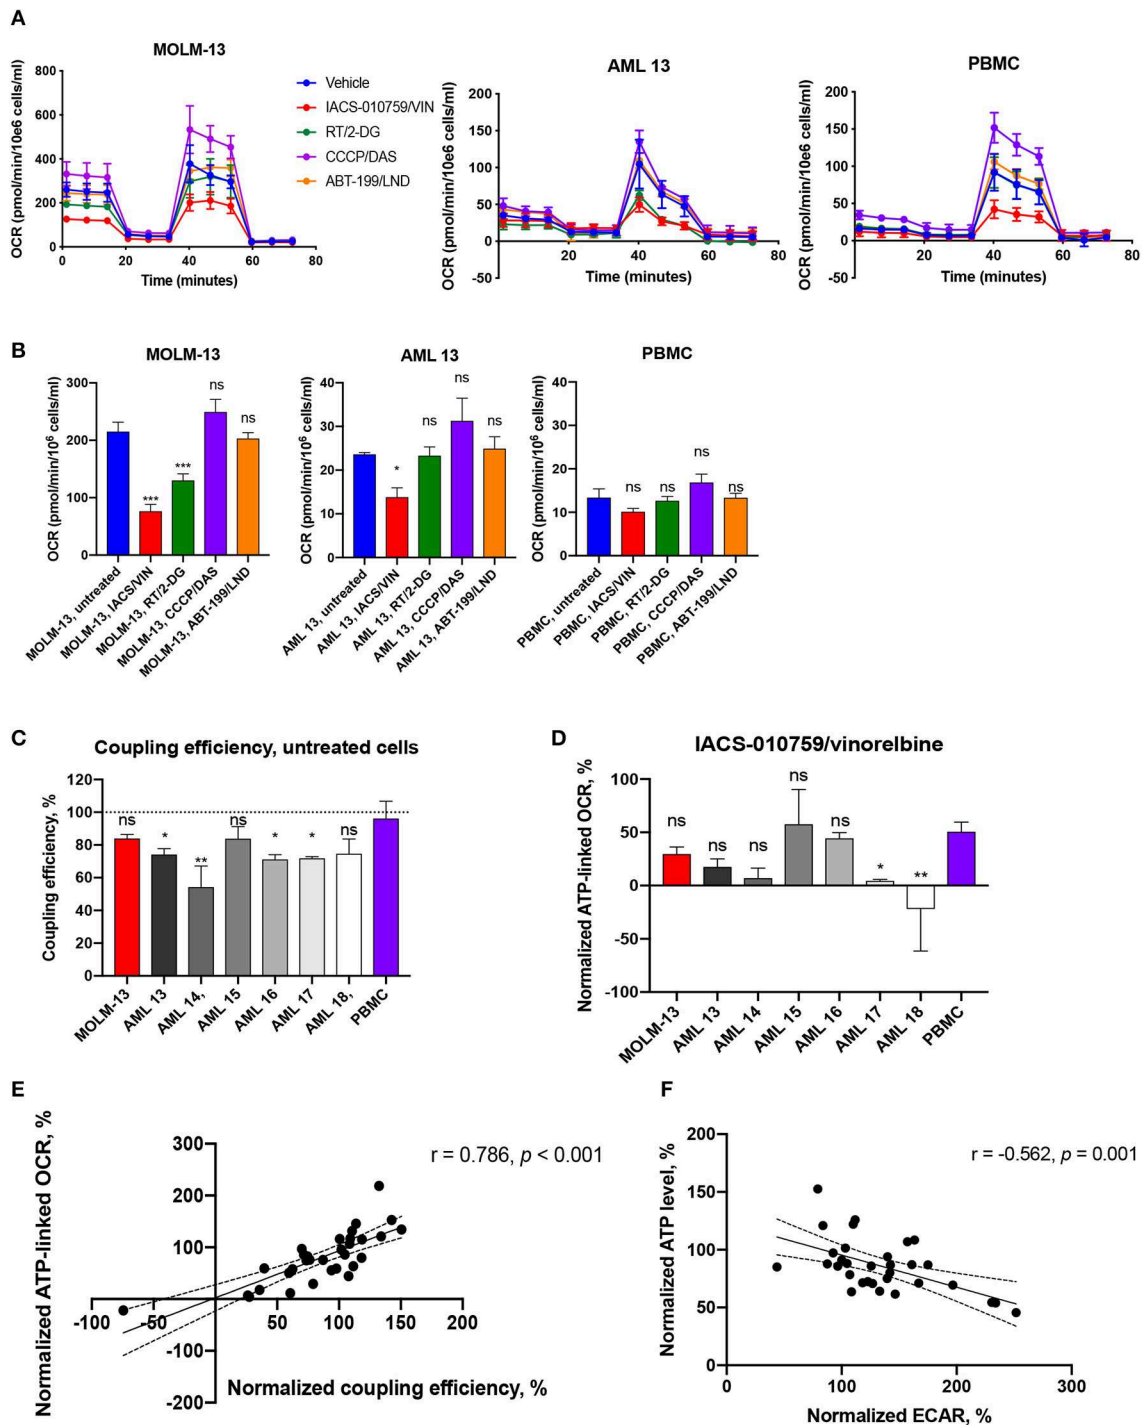 A
MOLM-13
AML 13
PBMC
OCR (pmol/min/10e6 cells/ml)
800
600
400
200
0
0 20 40 60 80
Time (minutes)
Vehicle
IACS-010759/VIN
RT/2-DG
CCCP/DAS
ABT-199/LND
OCR (pmol/min/10e6 cells/ml)
200
150
100
50
0
-50
20 40 60 80
Time (minutes)
OCR (pmol/min/10e6 cells/ml)
200
150
100
50
0
-50
20 40 60 80
Time (minutes)
B
MOLM-13
OCR (pmol/min/10⁶ cells/ml)
300
200
100
0
*** *** ns ns
MOLM-13, untreated
MOLM-13, IACS/VIN
MOLM-13, RT/2-DG
MOLM-13, CCCP/DAS
MOLM-13, ABT-199/LND
AML 13
OCR (pmol/min/10⁶ cells/ml)
40
30
20
10
0
* ns ns ns
AML 13, untreated
AML 13, IACS/VIN
AML 13, RT/2-DG
AML 13, CCCP/DAS
AML 13, ABT-199/LND
PBMC
OCR (pmol/min/10⁶ cells/ml)
40
30
20
10
0
ns ns ns ns
PBMC, untreated
PBMC, IACS/VIN
PBMC, RT/2-DG
PBMC, CCCP/DAS
PBMC, ABT-199/LND
C
Coupling efficiency, untreated cells
Coupling efficiency, %
120
100
80
60
40
20
0
ns * ** ns * * ns
MOLM-13
AML 13
AML 14,
AML 15
AML 16
AML 17
AML 18,
PBMC
D
IACS-010759/vinorelbine
Normalized ATP-linked OCR, %
100
50
0
-50
-100
ns ns ns ns ns * **
MOLM-13
AML 13
AML 14
AML 15
AML 16
AML 17
AML 18
PBMC
E
Normalized ATP-linked OCR, %
300
200
100
-100
-200
-100 -50 50 100 150 200
r = 0.786, p < 0.001
Normalized coupling efficiency, %
F
Normalized ATP level, %
200
150
100
50
0
0 100 200 300
r = -0.562, p = 0.001
Normalized ECAR, %